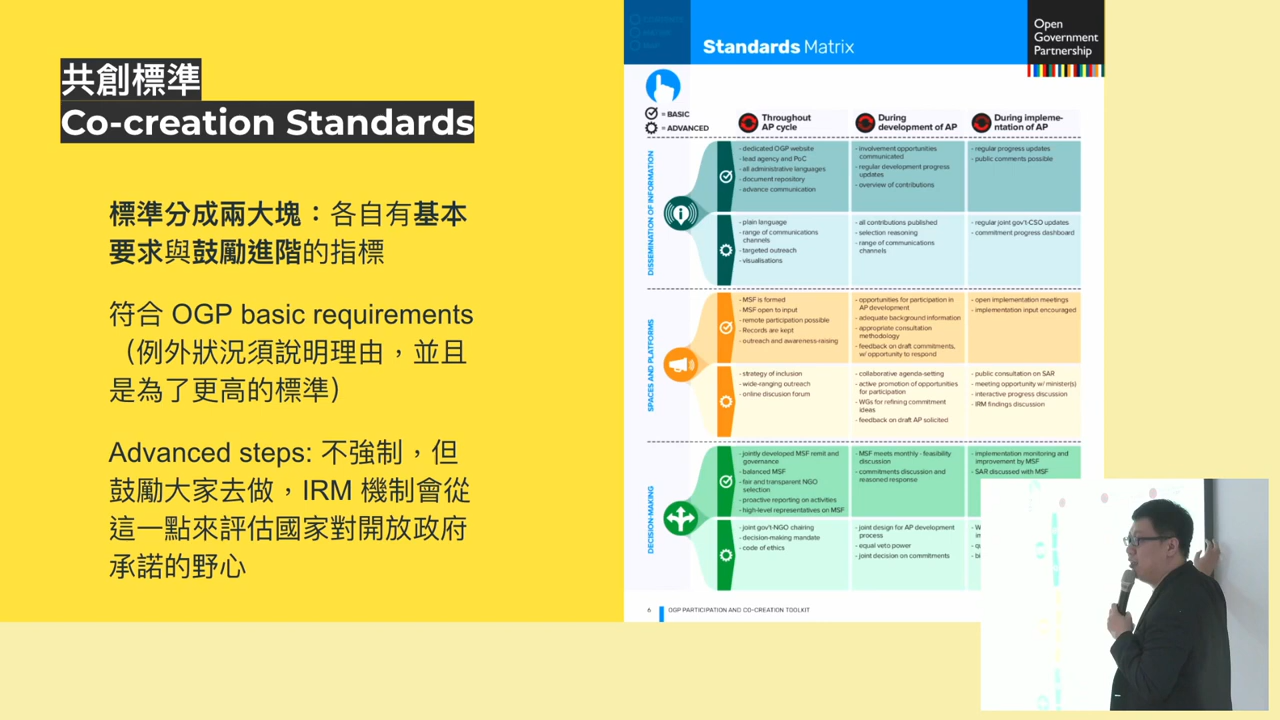 共創標準
Co-creation Standards
標準分成兩大塊：各自有基本
要求與鼓勵進階的指標
符合 OGP basic requirements
（例外狀況須說明理由，並且
是為了更高的標準）
Advanced steps: 不強制，但
鼓勵大家去做，IRM 機制會從
這一點來評估國家對開放政府
承諾的野心
Standards Matrix
Open
Government
Partnership
= BASIC
= ADVANCED
Throughout
AP cycle
During
development of AP
During impleme-
ntation of AP
DISSEMINATION OF INFORMATION
- dedicated OGP website
- lead agency and PoC
- all administrative languages
- document repository
- advance communication
- involvement opportunities
communicated
- regular development progress
updates
- overview of contributions
- regular progress updates
- public comments possible
- plain language
- range of communications
channels
- targeted outreach
- visualisations
- all contributions published
- selection reasoning
- range of communications
channels
- regular joint gov't-CSO updates
- commitment progress dashboard
SPACES AND PLATFORMS
- MSF is formed
- MSF open to input
- remote participation possible
- Records are kept
- outreach and awareness-raising
- opportunities for participation in
AP development
- adequate background information
- appropriate consultation
methodology
- feedback on draft commitments,
w/ opportunity to respond
- open implementation meetings
- implementation input encouraged
- strategy of inclusion
- wide-ranging outreach
- online discusion forum
- collaborative agenda-setting
- active promotion of opportunities
for participation
- WGs for refining commitment
ideas
- feedback on draft AP solicited
- public consultation on SAR
- meeting opportunity w/ minister(s)
- interactive progress discussion
- IRM findings discussion
DECISION-MAKING
- jointly developed MSF remit and
governance
- balanced MSF
- fair and transparent NGO
selection
- proactive reporting on activities
- high-level representatives on MSF
- MSF meets monthly - feasibility
discussion
- commitments discussion and
reasoned response
- implementation monitoring and
improvement by MSF
- SAR discussed with MSF
- joint gov't-NGO chairing
- decision-making mandate
- code of ethics
- joint design for AP development
process
- equal veto power
- joint decision on commitments
6
OGP PARTICIPATION AND CO-CREATION TOOLKIT